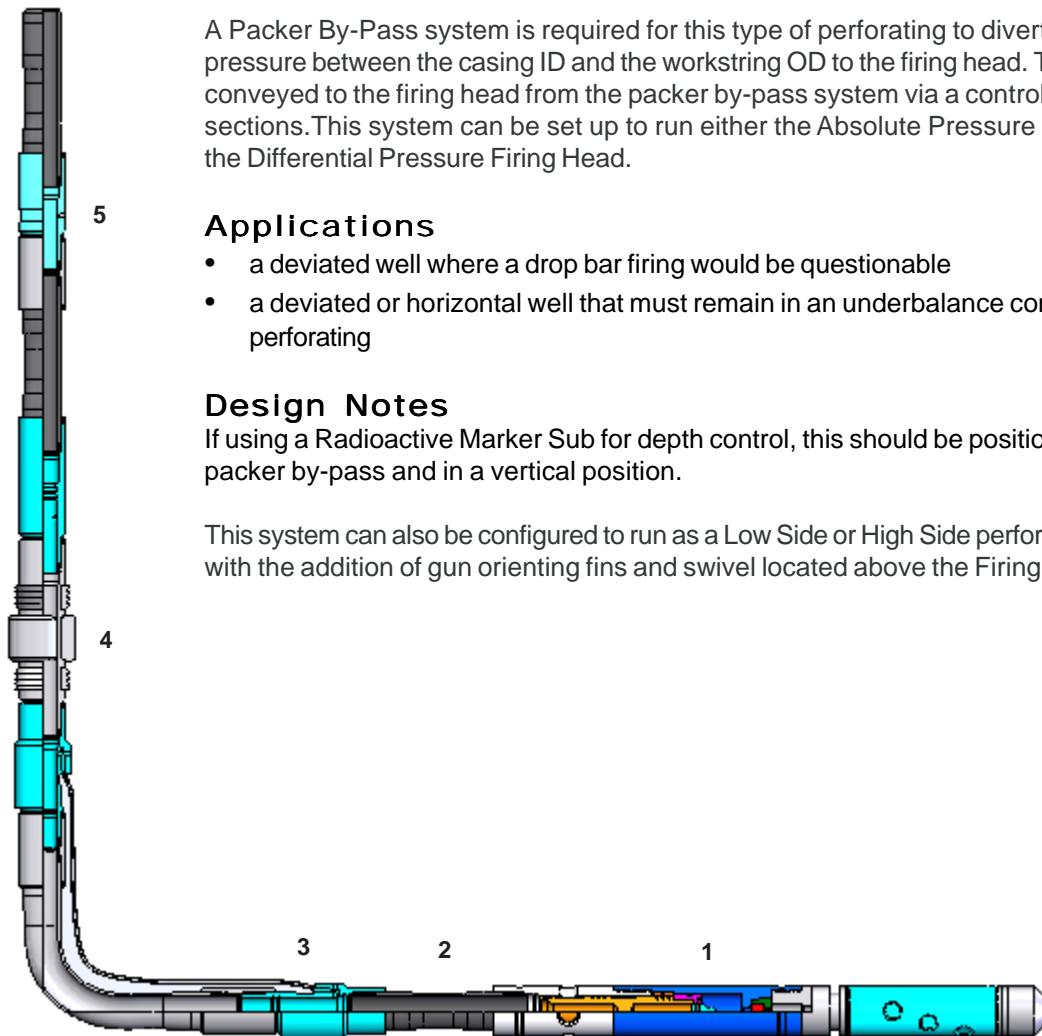 A Packer By-Pass system is required for this type of perforating to divert
pressure between the casing ID and the workstring OD to the firing head. T
conveyed to the firing head from the packer by-pass system via a control
sections.This system can be set up to run either the Absolute Pressure
the Differential Pressure Firing Head.
5
Applications
• a deviated well where a drop bar firing would be questionable
• a deviated or horizontal well that must remain in an underbalance cor
perforating
Design Notes
If using a Radioactive Marker Sub for depth control, this should be positio
packer by-pass and in a vertical position.
This system can also be configured to run as a Low Side or High Side perfor
with the addition of gun orienting fins and swivel located above the Firing
4
3 2 1